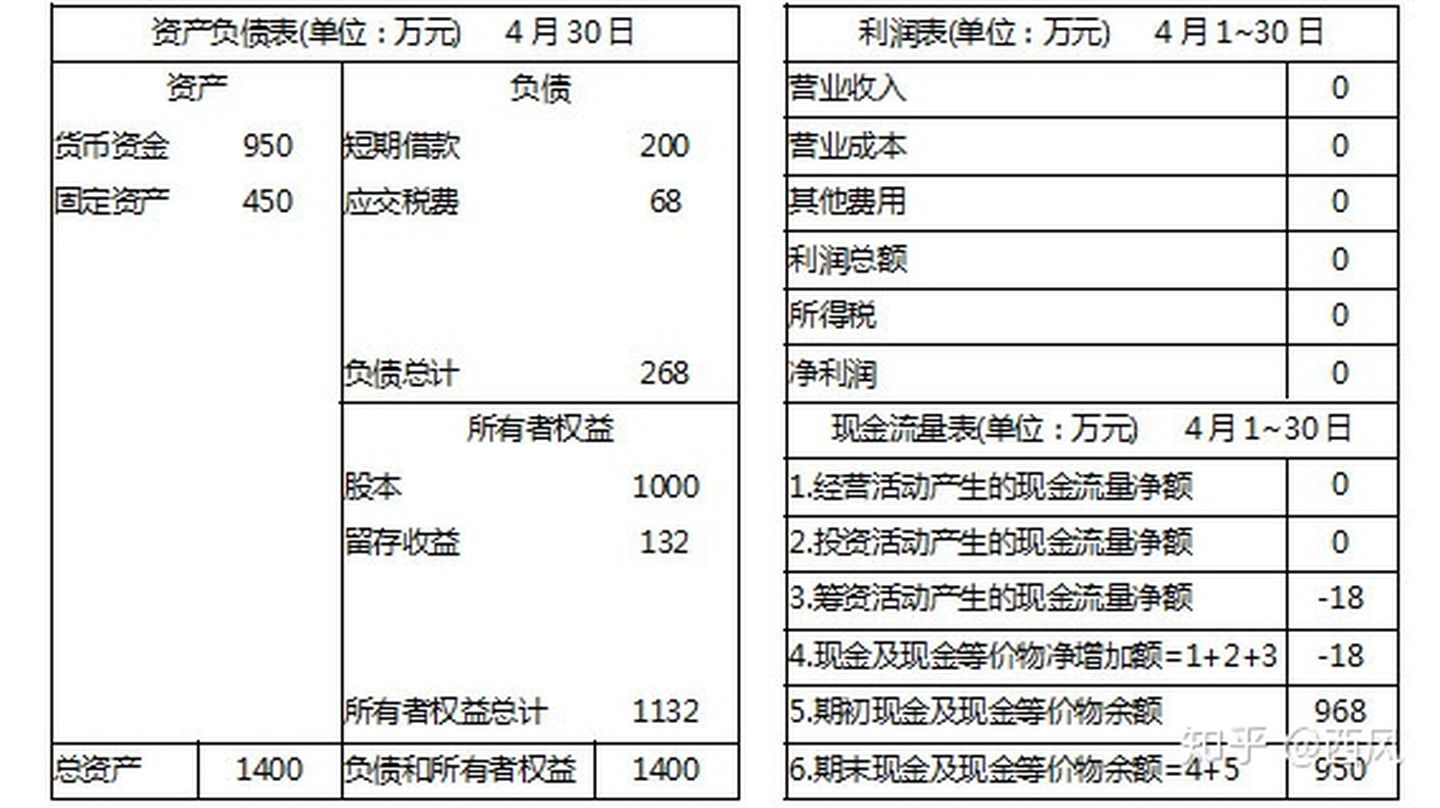 资产负债表(单位：万元) 4月30日
资产 负债
货币资金 950 短期借款 200
固定资产 450 应交税费 68
负债总计 268
所有者权益
股本 1000
留存收益 132
所有者权益总计 1132
总资产 1400 负债和所有者权益 1400
利润表(单位：万元) 4月1~30日
营业收入 0
营业成本 0
其他费用 0
利润总额 0
所得税 0
净利润 0
现金流量表(单位：万元) 4月1~30日
1.经营活动产生的现金流量净额 0
2.投资活动产生的现金流量净额 0
3.筹资活动产生的现金流量净额 -18
4.现金及现金等价物净增加额=1+2+3 -18
5.期初现金及现金等价物余额 968
6.期末现金及现金等价物余额=4+5 950
知乎 @西风